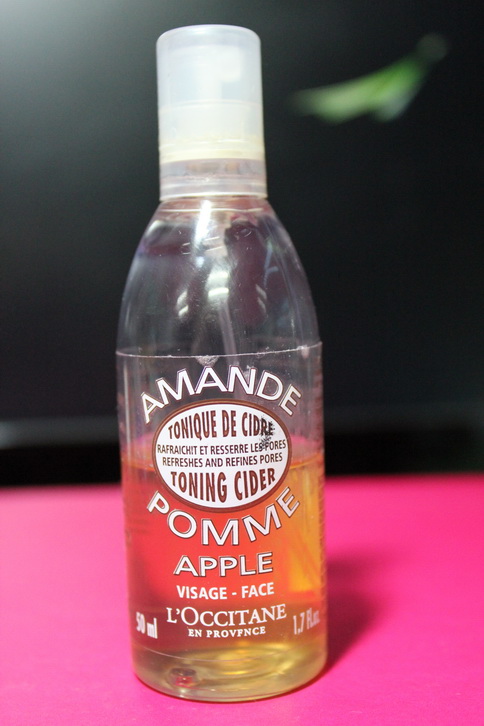 AMANDE
TONIQUE DE CIDRE
RAFRAICHIT ET RESSERRE LES PORES
REFRESHES AND REFINES PORES
TONING CIDER
POMME
APPLE
VISAGE - FACE
L'OCCITANE
EN PROVENCE
50 ml
1.7 fl.oz.